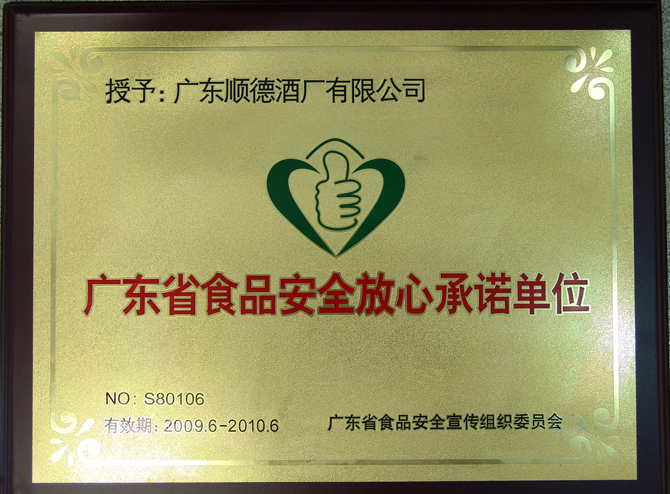 授予：广东顺德酒厂有限公司
广东省食品安全放心承诺单位
NO: S80106
有效期：2009.6-2010.6
广东省食品安全宣传组织委员会